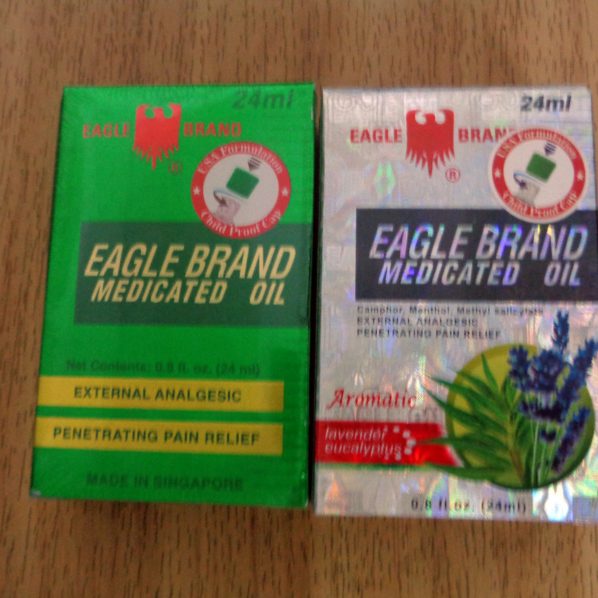 24ml
EAGLE BRAND
®
USA Formulation
Child Proof Cap
EAGLE BRAND
MEDICATED OIL
Net Contents: 0.8 fl. oz. (24 ml)
EXTERNAL ANALGESIC
PENETRATING PAIN RELIEF
MADE IN SINGAPORE
24ml
EAGLE BRAND
®
USA Formulation
Child Proof Cap
EAGLE BRAND
MEDICATED OIL
Camphor, Menthol, Methyl salicylate
EXTERNAL ANALGESIC
PENETRATING PAIN RELIEF
Aromatic
lavender
eucalyptus
0.8 fl.oz. (24ml)